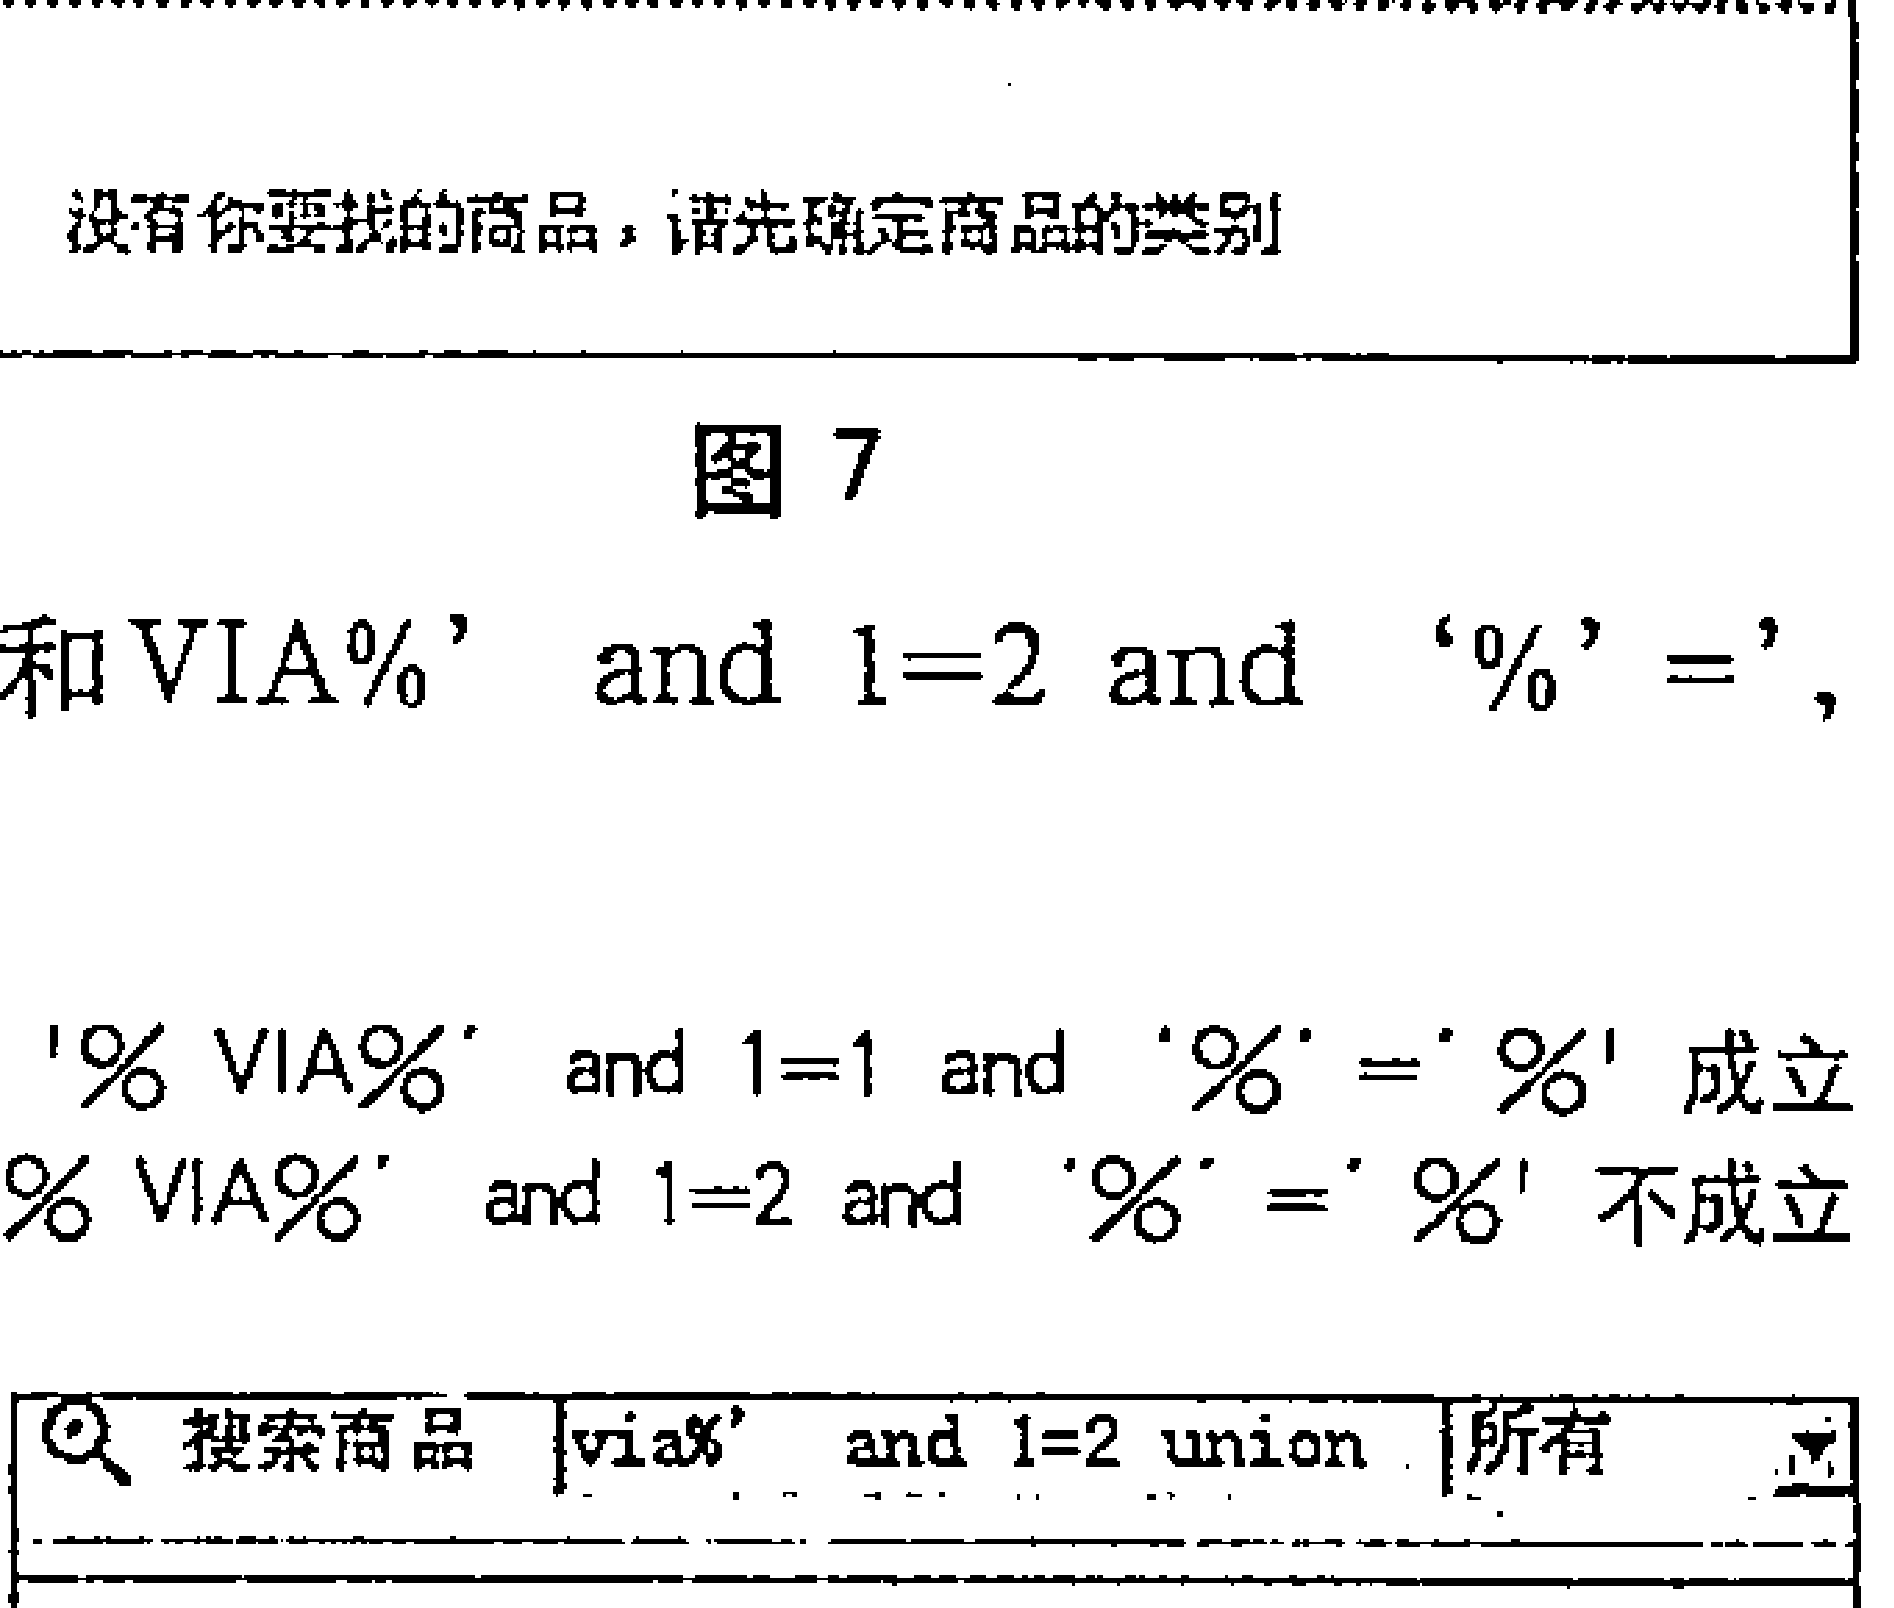 没有你要找的商品，请先确定商品的类别
图 7
和VIA%’ and 1=2 and ‘%’ =’,
'% VIA%' and 1=1 and '%' =' %' 成立
% VIA%' and 1=2 and '%' =' %' 不成立
搜索商品 via%’ and 1=2 union 所有